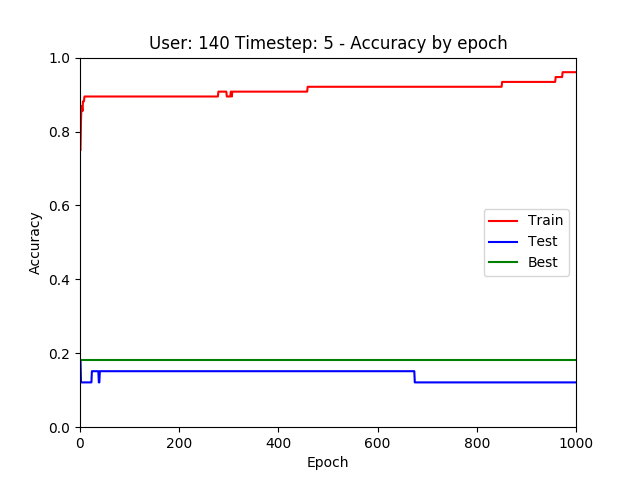 User: 140 Timestep: 5 - Accuracy by epoch
1.0
0.8
0.6
0.4
0.2
0.0
Accuracy
Train
Test
Best
0 200 400 600 800 1000
Epoch